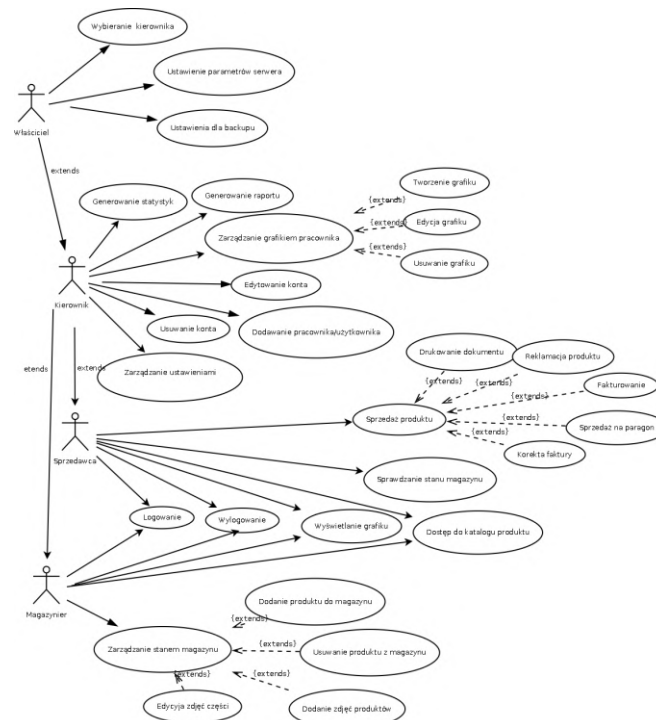 Wybieranie kierownika
Ustawienie parametrów serwera
Właściciel
Ustawienia dla backupu
extends
Tworzenie grafiku
Generowanie raportu
{extends}
Generowanie statystyk
{extends}
Edycja grafiku
Zarządzanie grafikiem pracownika
{extends}
Usuwanie grafiku
Edytowanie konta
Kierownik
Usuwanie konta
Dodawanie pracownika/użytkownika
Drukowanie dokumentu
Reklamacja produktu
etends
extends
Zarządzanie ustawieniami
{extends}
{extends}
Fakturowanie
{extends}
Sprzedaż produktu
{extends}
Sprzedaż na paragon
{extends}
Korekta faktury
Sprzedawca
Sprawdzanie stanu magazynu
Logowanie
Wylogowanie
Wyświetlanie grafiku
Dostęp do katalogu produktu
Magazynier
Dodanie produktu do magazynu
{extends}
{extends}
Zarządzanie stanem magazynu
Usuwanie produktu z magazynu
{extends}
{extends}
Edycyja zdjęć części
Dodanie zdjęć produktów